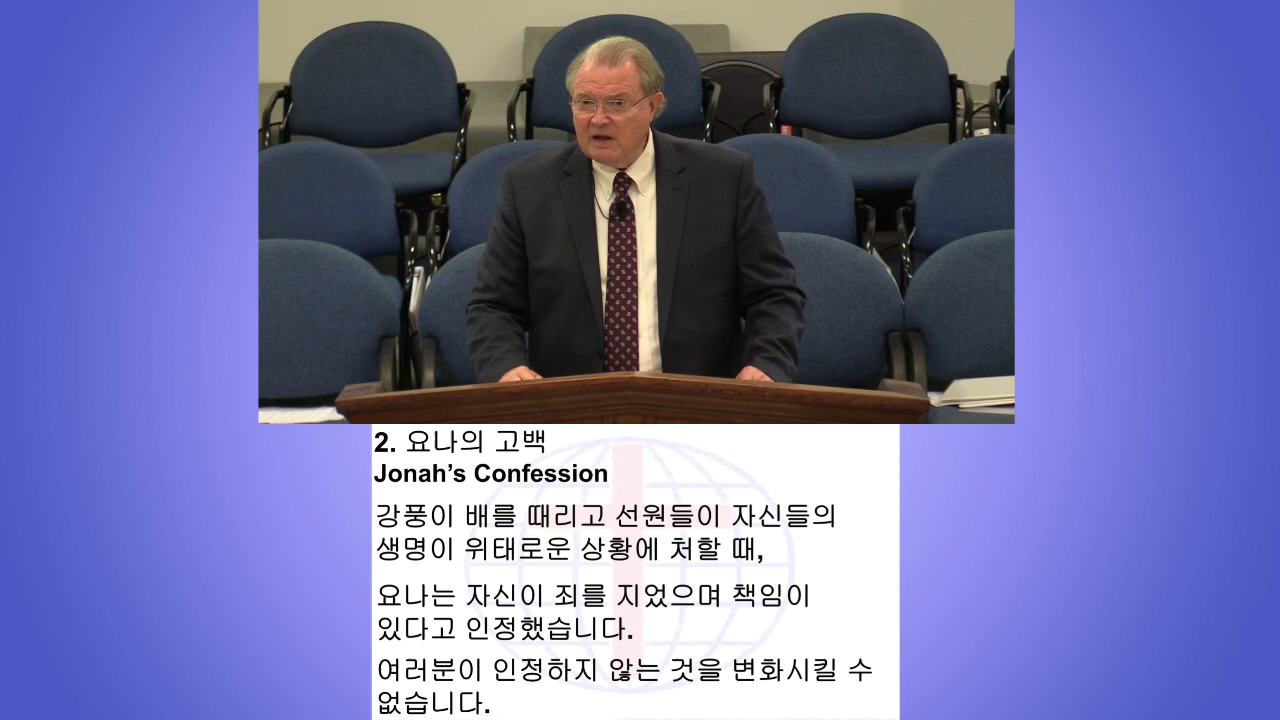 2. 요나의 고백
Jonah’s Confession
강풍이 배를 때리고 선원들이 자신들의
생명이 위태로운 상황에 처할 때,
요나는 자신이 죄를 지었으며 책임이
있다고 인정했습니다.
여러분이 인정하지 않는 것을 변화시킬 수
없습니다.